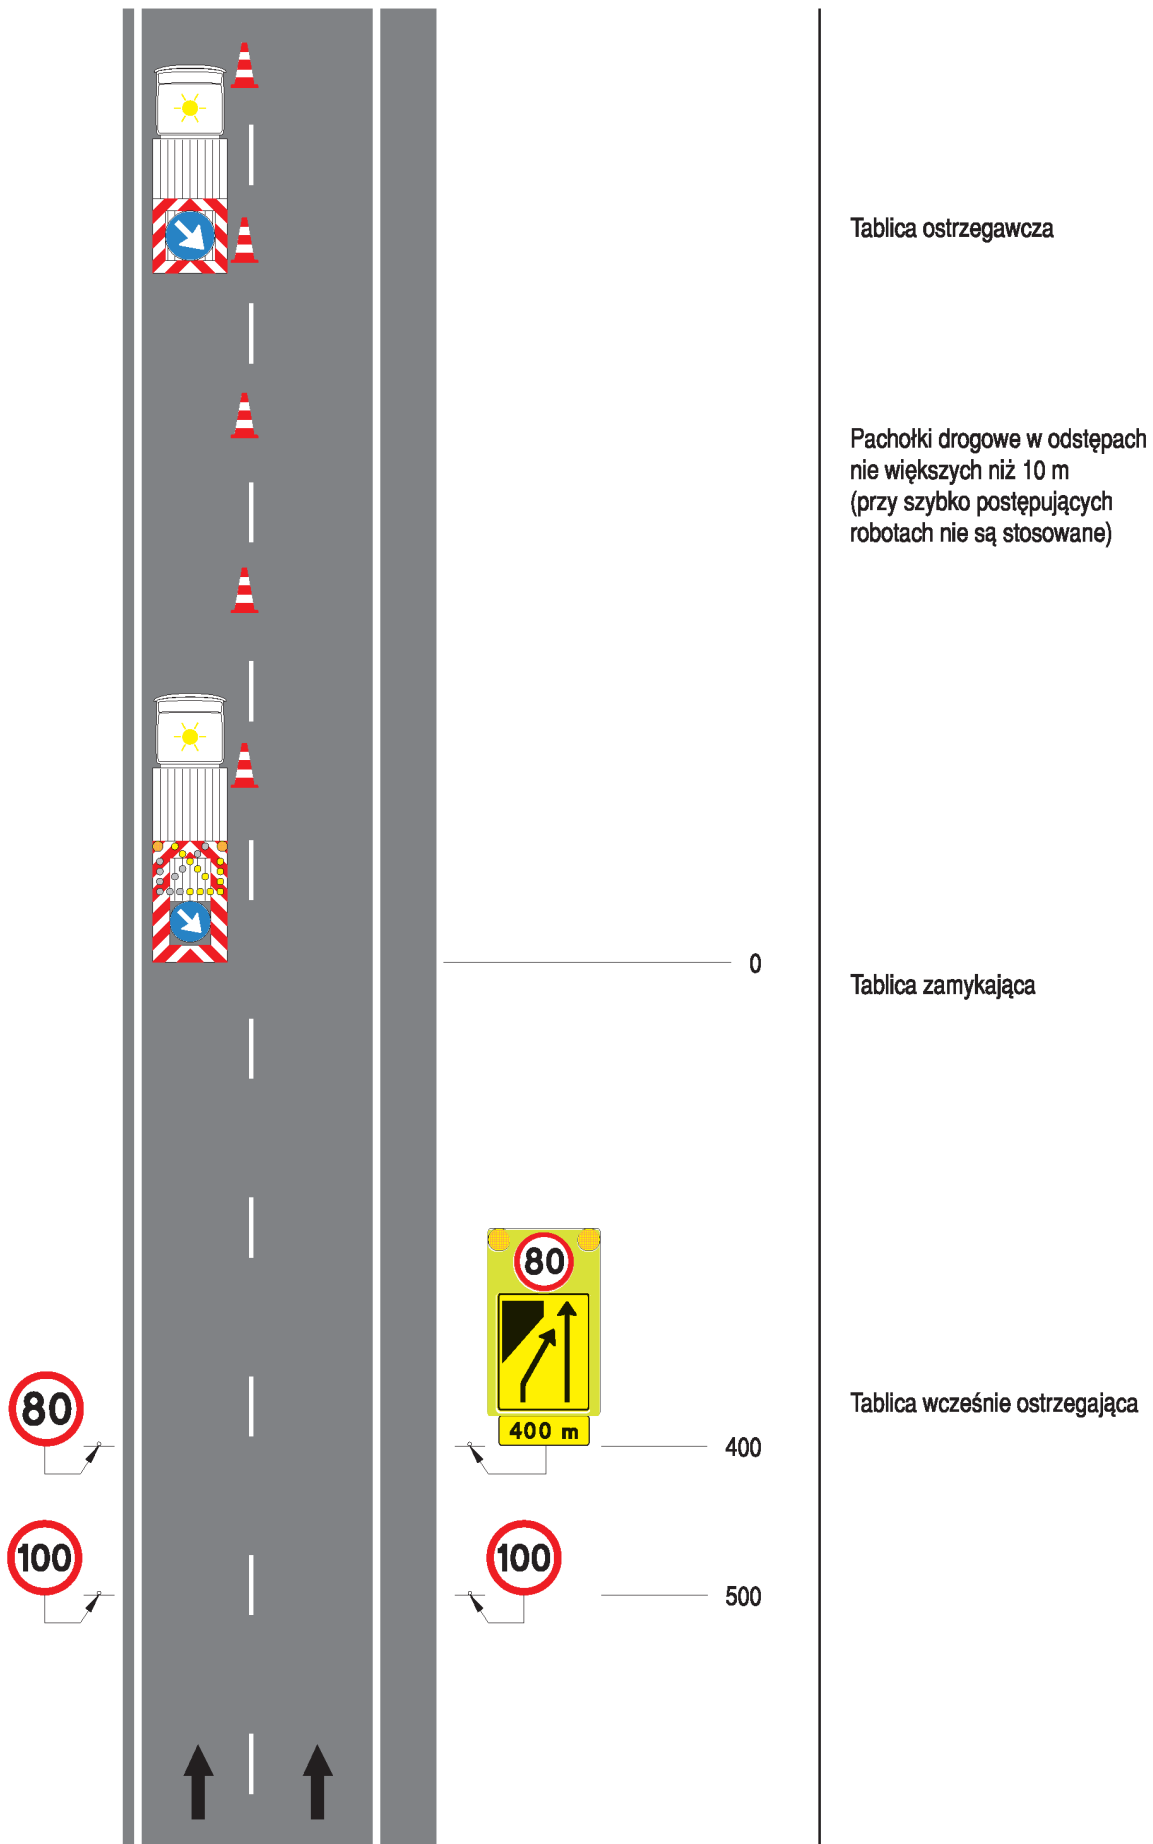 Tablica ostrzegawcza
Pachołki drogowe w odstępach
nie większych niż 10 m
(przy szybko postępujących
robotach nie są stosowane)
0
Tablica zamykająca
80
80
Tablica wcześnie ostrzegająca
400 m
400
100
100
500